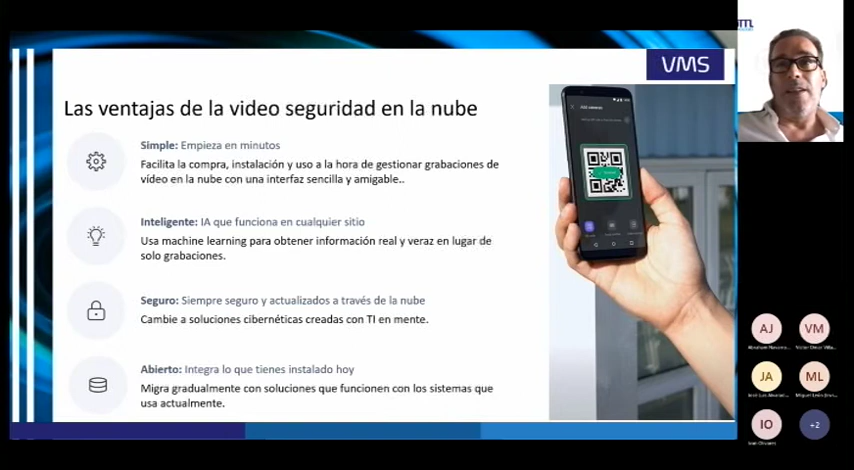 VMS
Las ventajas de la video seguridad en la nube
Simple: Empieza en minutos
Facilita la compra, instalación y uso a la hora de gestionar grabaciones de
vídeo en la nube con una interfaz sencilla y amigable..
Inteligente: IA que funciona en cualquier sitio
Usa machine learning para obtener información real y veraz en lugar de
solo grabaciones.
Seguro: Siempre seguro y actualizados a través de la nube
Cambie a soluciones cibernéticas creadas con TI en mente.
Abierto: Integra lo que tienes instalado hoy
Migra gradualmente con soluciones que funcionen con los sistemas que
usa actualmente.
AJ
VM
JA
ML
IO
+2